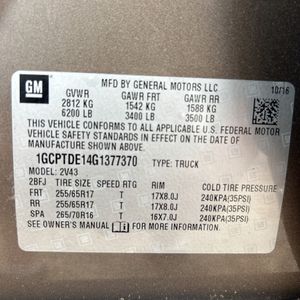 GM
MFD BY GENERAL MOTORS LLC
10/16
GVWR GAWR FRT GAWR RR
2812 KG 1542 KG 1588 KG
6200 LB 3400 LB 3500 LB
THIS VEHICLE CONFORMS TO ALL APPLICABLE U.S. FEDERAL
MOTOR VEHICLE SAFETY STANDARDS IN EFFECT ON THE DATE OF
MANUFACTURE SHOWN ABOVE.
1GCPTDE14G1377370 TYPE: TRUCK
MODEL: 2V43
2BFJ TIRE SIZE SPEED RTG RIM COLD TIRE PRESSURE
FRT 255/65R17 T 17X8.0J 240KPA(35PSI)
RR 255/65R17 T 17X8.0J 240KPA(35PSI)
SPA 265/70R16 T 16X7.0J 240KPA(35PSI)
SEE OWNER'S MANUAL FOR MORE INFORMATION.